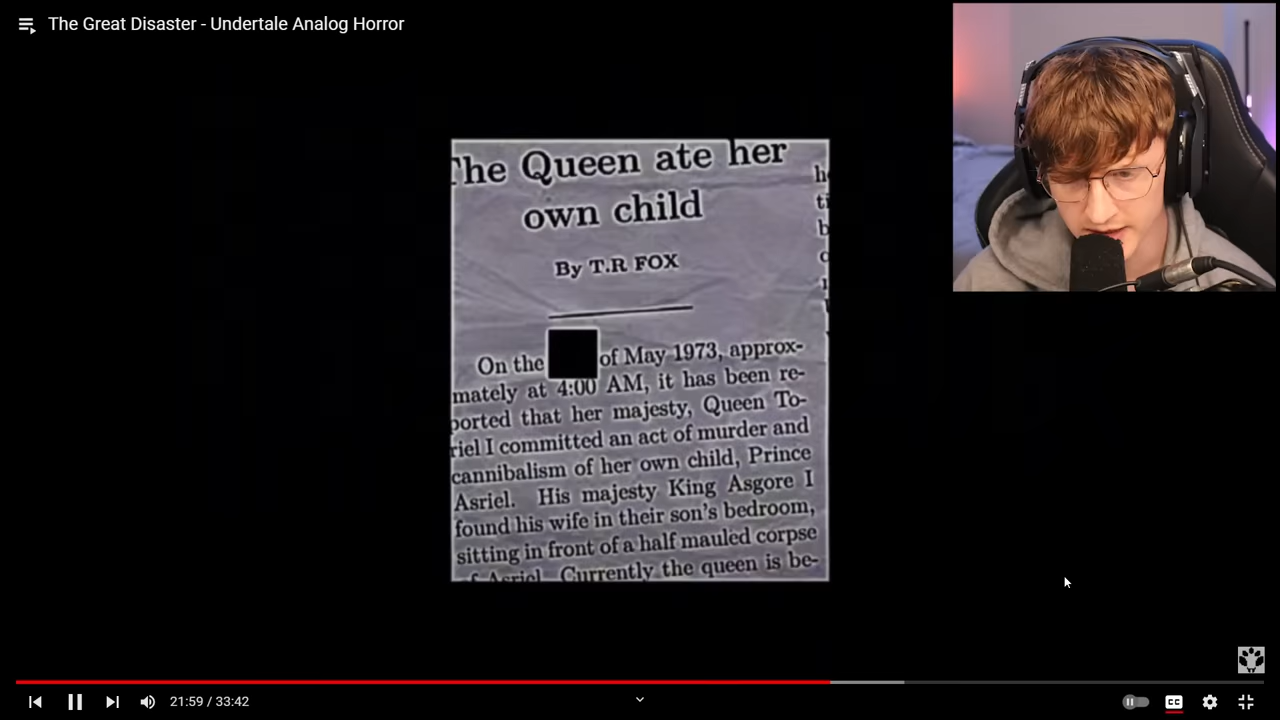 The Great Disaster - Undertale Analog Horror
The Queen ate her
own child
By T.R FOX
On the of May 1973, approx-
mately at 4:00 AM, it has been re-
ported that her majesty, Queen To-
riel I committed an act of murder and
cannibalism of her own child, Prince
Asriel. His majesty King Asgore I
found his wife in their son's bedroom,
sitting in front of a half mauled corpse
of Asriel. Currently the queen is be-
21:59 / 33:42
CC